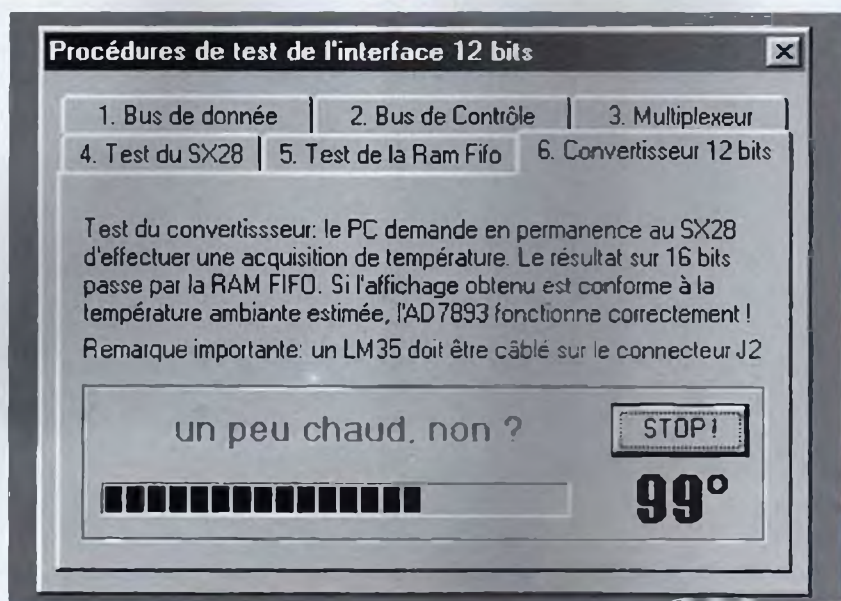 Procédures de test de l'interface 12 bits
1. Bus de donnée
2. Bus de Contrôle
3. Multiplexeur
4. Test du SX28
5. Test de la Ram Fifo
6. Convertisseur 12 bits
Test du convertissseur: le PC demande en permanence au SX28
d'effectuer une acquisition de température. Le résultat sur 16 bits
passe par la RAM FIFO. Si l'affichage obtenu est conforme à la
température ambiante estimée, l'AD7893 fonctionne correctement !
Remarque importante: un LM35 doit être câblé sur le connecteur J2
un peu chaud, non ?
STOP!
99°